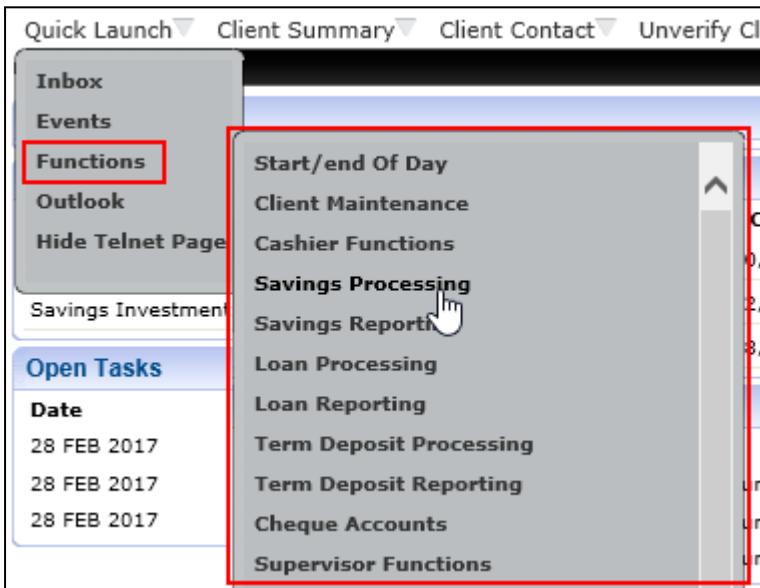 Quick Launch Client Summary Client Contact Unverify Cl
Inbox
Events
Functions
Outlook
Hide Telnet Page
Start/end Of Day
Client Maintenance
Cashier Functions
Savings Processing
Savings Reporti
Loan Processing
Loan Reporting
Term Deposit Processing
Term Deposit Reporting
Cheque Accounts
Supervisor Functions
Savings Investment
Open Tasks
Date
28 FEB 2017
28 FEB 2017
28 FEB 2017